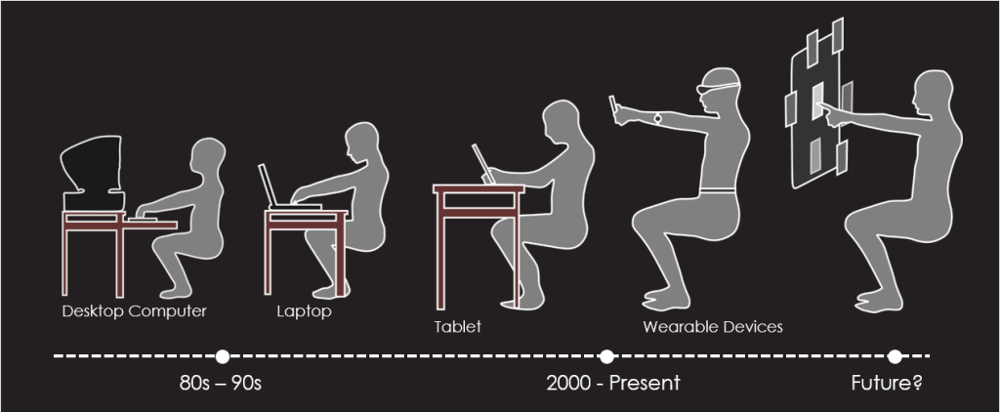 Desktop Computer
Laptop
Tablet
Wearable Devices
80s – 90s
2000 - Present
Future?